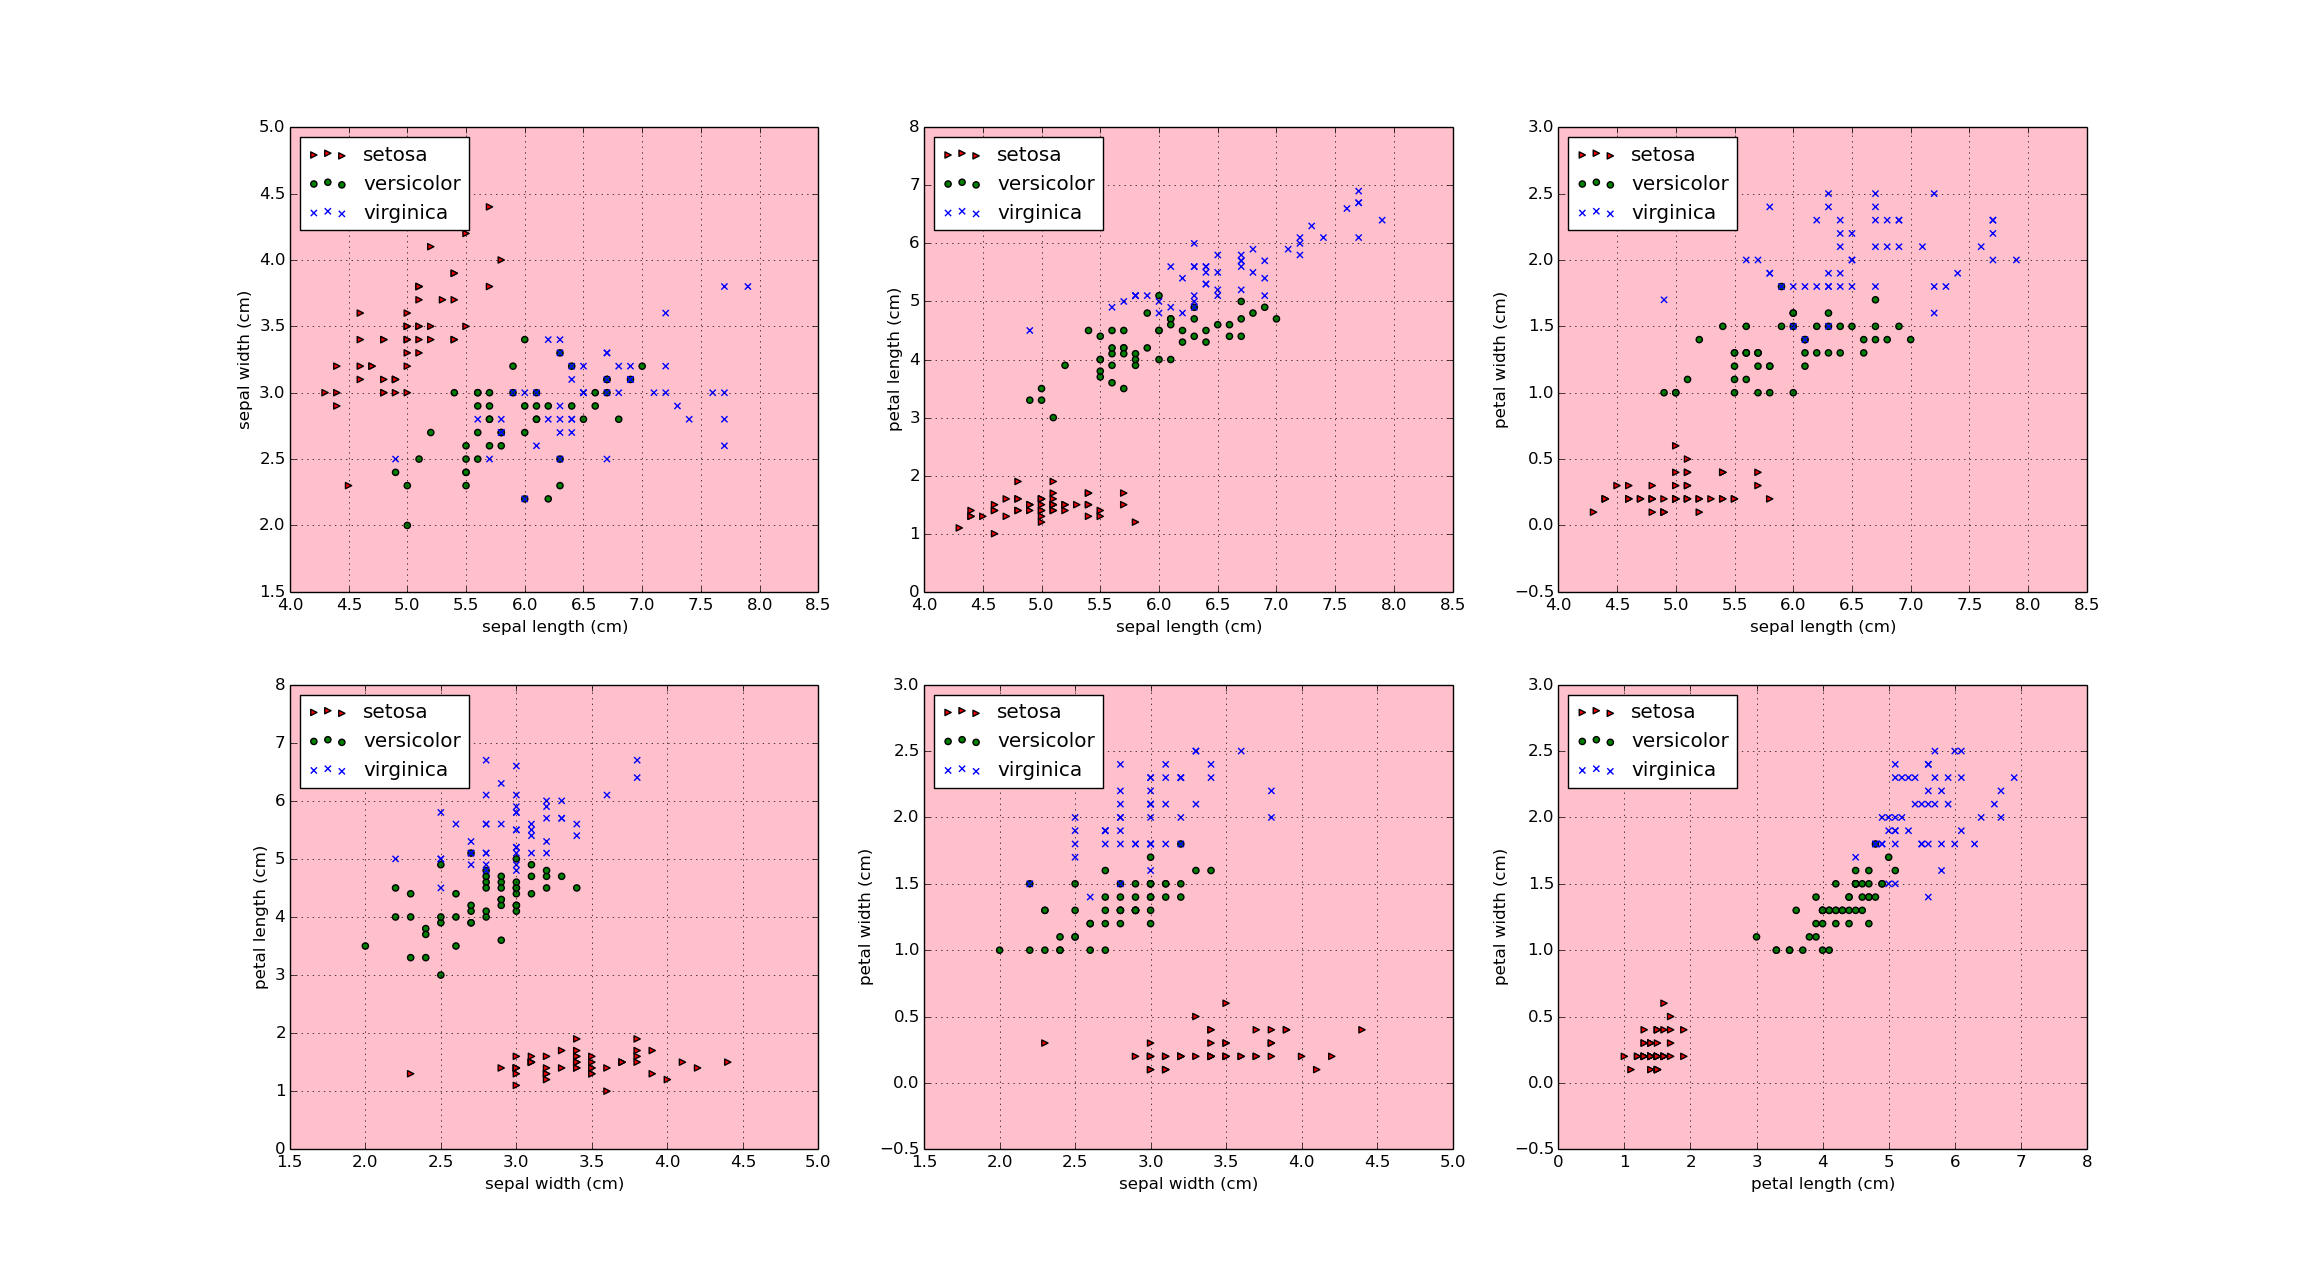 5.0
4.5
4.0
3.5
3.0
2.5
2.0
1.5
sepal width (cm)
setosa
versicolor
virginica
4.0 4.5 5.0 5.5 6.0 6.5 7.0 7.5 8.0 8.5
sepal length (cm)
8
7
6
5
4
3
2
1
0
petal length (cm)
setosa
versicolor
virginica
4.0 4.5 5.0 5.5 6.0 6.5 7.0 7.5 8.0 8.5
sepal length (cm)
3.0
2.5
2.0
1.5
1.0
0.5
0.0
−0.5
petal width (cm)
setosa
versicolor
virginica
4.0 4.5 5.0 5.5 6.0 6.5 7.0 7.5 8.0 8.5
sepal length (cm)
8
7
6
5
4
3
2
1
0
petal length (cm)
setosa
versicolor
virginica
1.5 2.0 2.5 3.0 3.5 4.0 4.5 5.0
sepal width (cm)
3.0
2.5
2.0
1.5
1.0
0.5
0.0
−0.5
petal width (cm)
setosa
versicolor
virginica
1.5 2.0 2.5 3.0 3.5 4.0 4.5 5.0
sepal width (cm)
3.0
2.5
2.0
1.5
1.0
0.5
0.0
−0.5
petal width (cm)
setosa
versicolor
virginica
0 1 2 3 4 5 6 7 8
petal length (cm)